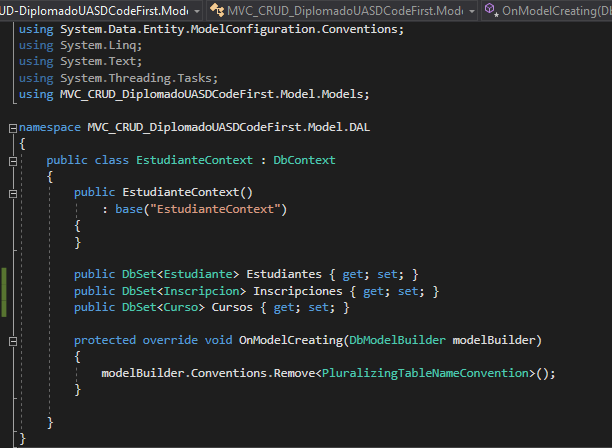 UD-DiplomadoUASDCodeFirst.Model MVC_CRUD_DiplomadoUASDCodeFirst.Mode OnModelCreating(Db
using System.Data.Entity.ModelConfiguration.Conventions;
using System.Linq;
using System.Text;
using System.Threading.Tasks;
using MVC_CRUD_DiplomadoUASDCodeFirst.Model.Models;
namespace MVC_CRUD_DiplomadoUASDCodeFirst.Model.DAL
{
public class EstudianteContext : DbContext
{
public EstudianteContext()
: base("EstudianteContext")
{
}
public DbSet<Estudiante> Estudiantes { get; set; }
public DbSet<Inscripcion> Inscripciones { get; set; }
public DbSet<Curso> Cursos { get; set; }
protected override void OnModelCreating(DbModelBuilder modelBuilder)
{
modelBuilder.Conventions.Remove<PluralizingTableNameConvention>();
}
}
}